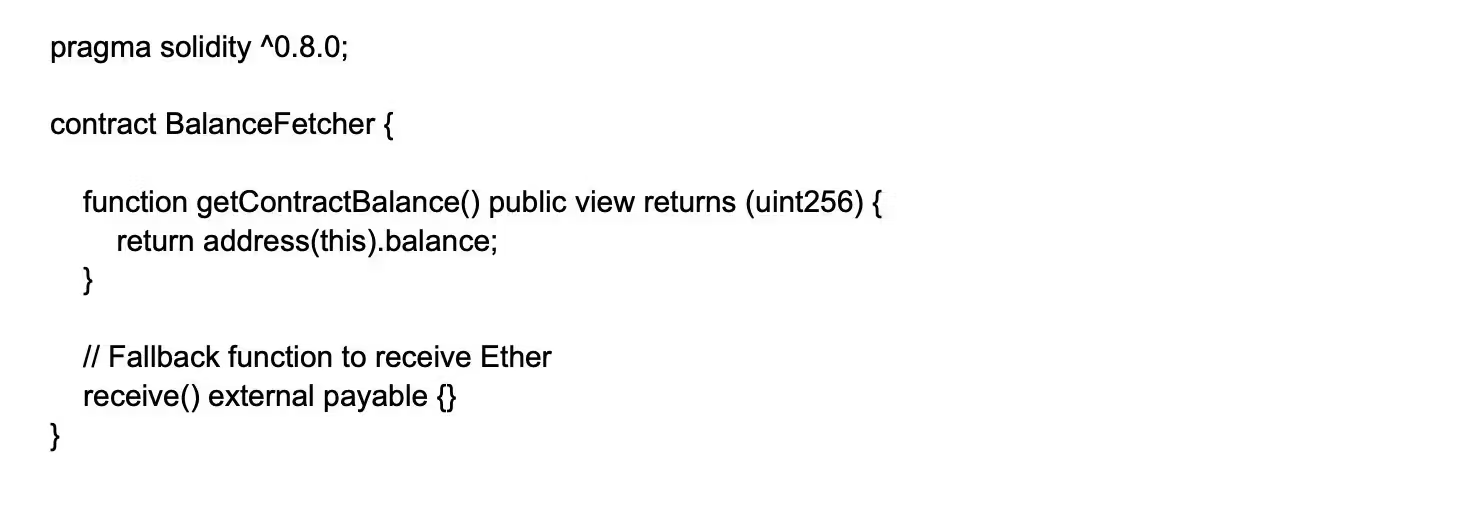 pragma solidity ^0.8.0;
contract BalanceFetcher {
function getContractBalance() public view returns (uint256) {
return address(this).balance;
}
// Fallback function to receive Ether
receive() external payable {}
}